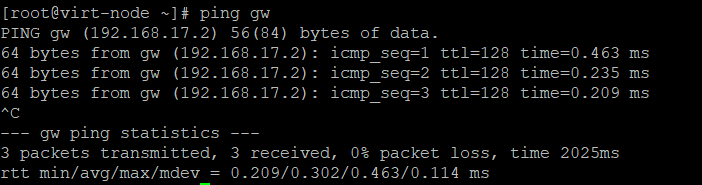 [root@virt-node ~]# ping gw
PING gw (192.168.17.2) 56(84) bytes of data.
64 bytes from gw (192.168.17.2): icmp_seq=1 ttl=128 time=0.463 ms
64 bytes from gw (192.168.17.2): icmp_seq=2 ttl=128 time=0.235 ms
64 bytes from gw (192.168.17.2): icmp_seq=3 ttl=128 time=0.209 ms
^C
--- gw ping statistics ---
3 packets transmitted, 3 received, 0% packet loss, time 2025ms
rtt min/avg/max/mdev = 0.209/0.302/0.463/0.114 ms